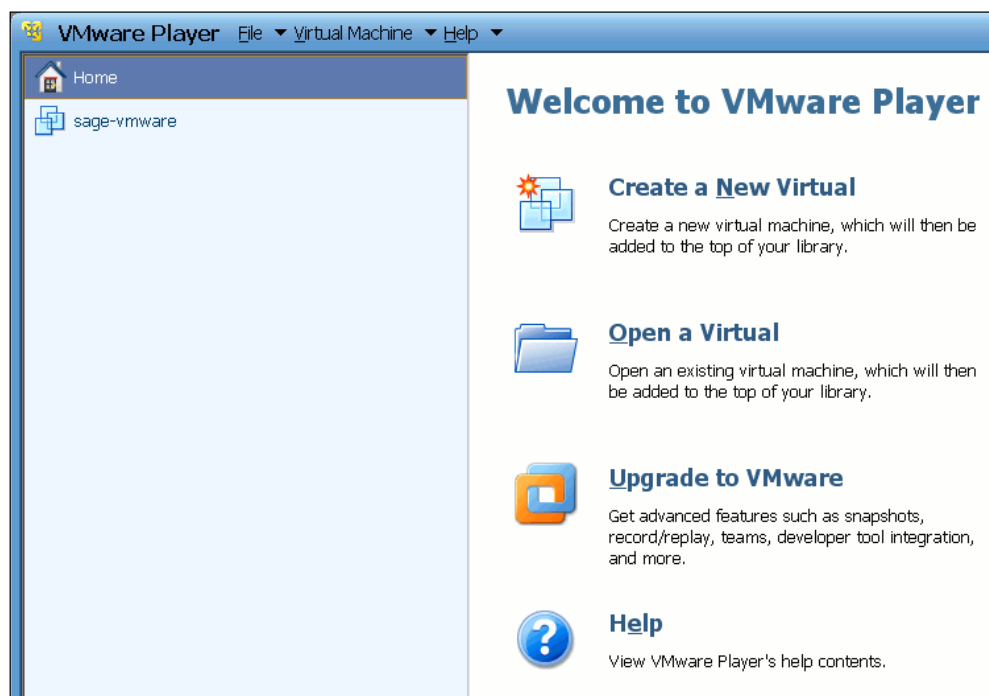 VMware Player File Virtual Machine Help
Home
sage-vmware
Welcome to VMware Player
Create a New Virtual
Create a new virtual machine, which will then be
added to the top of your library.
Open a Virtual
Open an existing virtual machine, which will then
be added to the top of your library.
Upgrade to VMware
Get advanced features such as snapshots,
record/replay, teams, developer tool integration,
and more.
Help
View VMware Player's help contents.